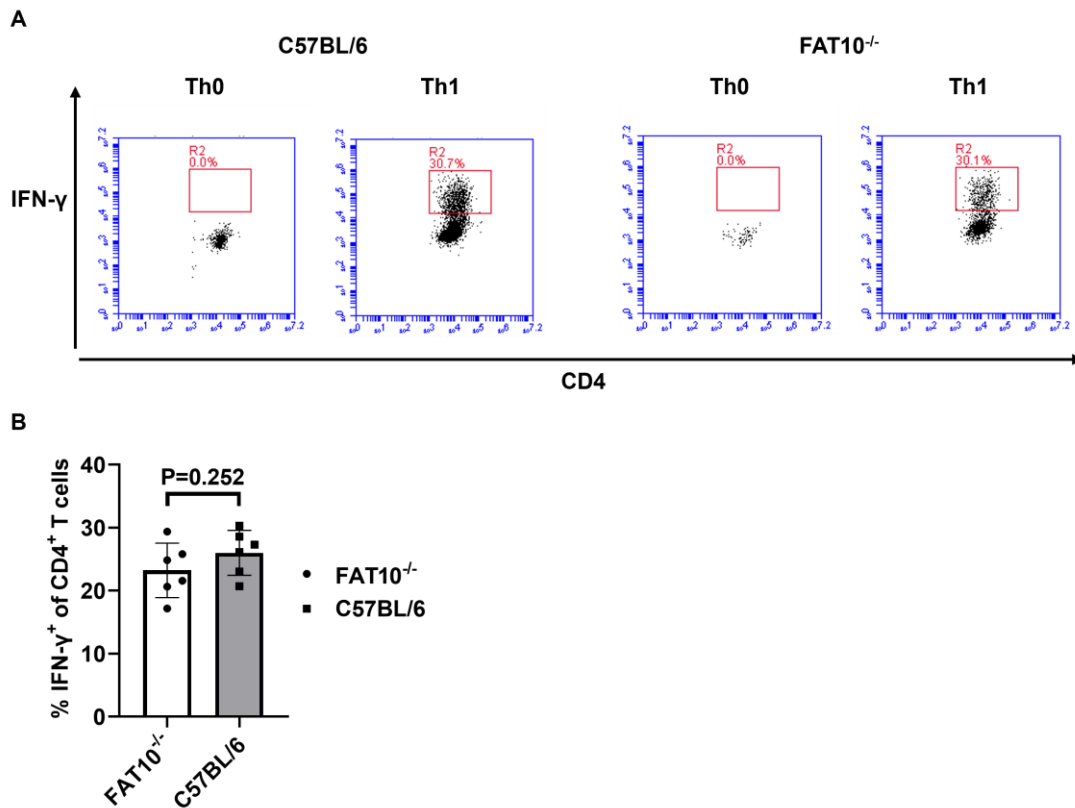 A
C57BL/6
FAT10-/-
Th0
Th1
Th0
Th1
IFN-γ
R2
0.0%
R2
30.7%
R2
0.0%
R2
30.1%
CD4
B
P=0.252
% IFN-γ+ of CD4+ T cells
40
30
20
10
0
FAT10-/-
C57BL/6
FAT10-/-
C57BL/6